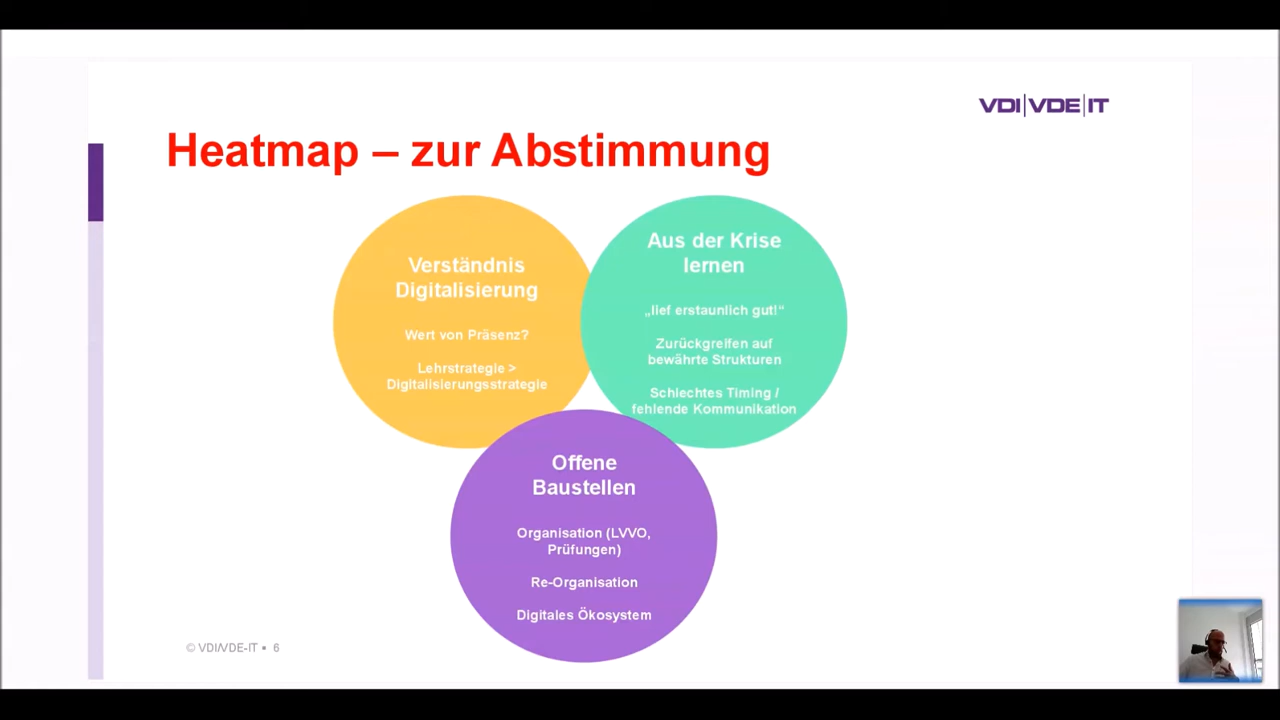 VDI|VDE|IT
Heatmap – zur Abstimmung
Verständnis
Digitalisierung
Wert von Präsenz?
Lehrstrategie >
Digitalisierungsstrategie
Aus der Krise
lernen
„lief erstaunlich gut!“
Zurückgreifen auf
bewährte Strukturen
Schlechtes Timing /
fehlende Kommunikation
Offene
Baustellen
Organisation (LVVO,
Prüfungen)
Re-Organisation
Digitales Ökosystem
© VDI/VDE-IT • 6